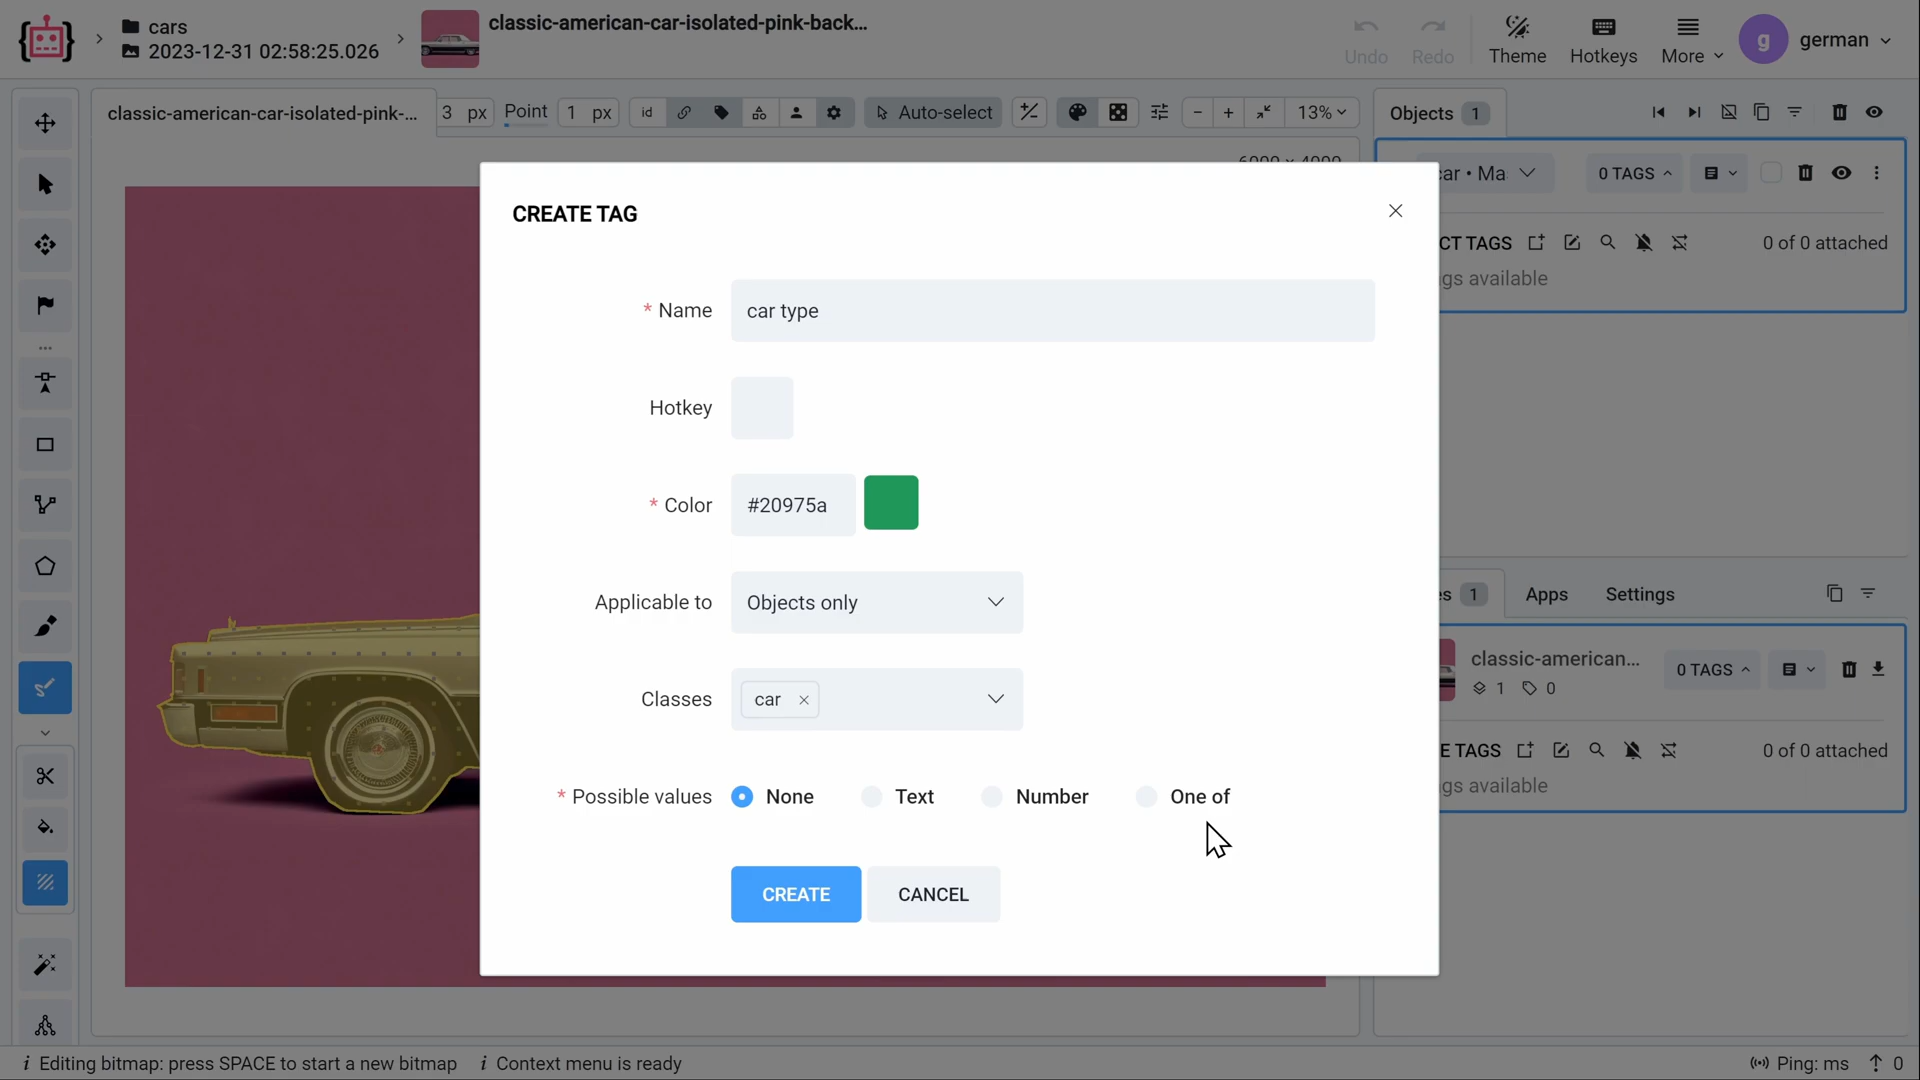 cars
2023-12-31 02:58:25.026
classic-american-car-isolated-pink-back...
Undo
Redo
Theme
Hotkeys
More
g
german
classic-american-car-isolated-pink-...
3 px
Point
1 px
id
Auto-select
13%
Objects 1
ar • Ma
0 TAGS
CREATE TAG
CT TAGS
0 of 0 attached
gs available
* Name
car type
Hotkey
* Color
#20975a
Applicable to
Objects only
Classes
car
* Possible values
None
Text
Number
One of
CREATE
CANCEL
es 1
Apps
Settings
classic-american...
1
0
0 TAGS
E TAGS
0 of 0 attached
gs available
i Editing bitmap: press SPACE to start a new bitmap
i Context menu is ready
Ping: ms
0